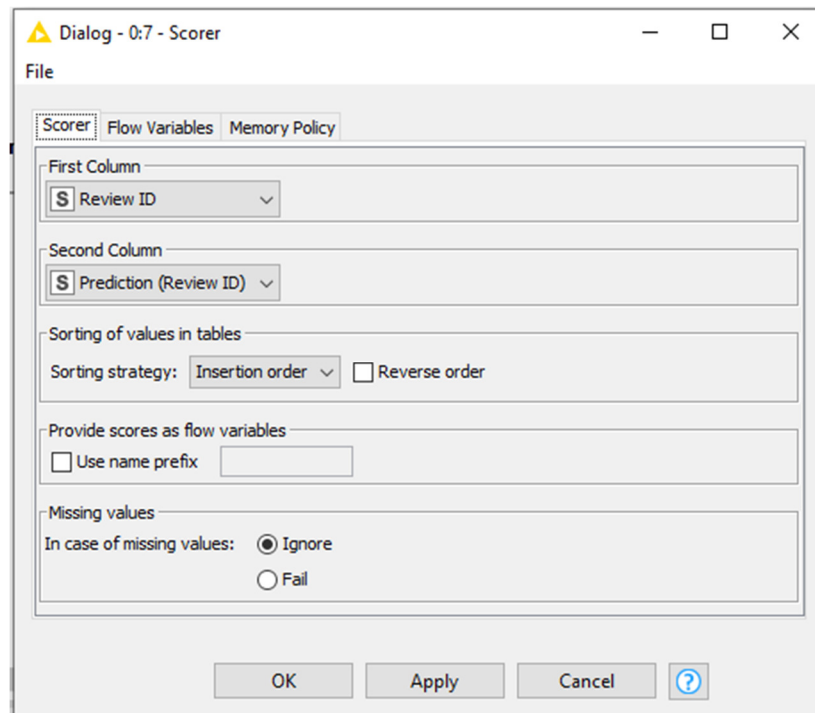 Dialog - 0:7 - Scorer
File
Scorer Flow Variables Memory Policy
First Column
S Review ID
Second Column
S Prediction (Review ID)
Sorting of values in tables
Sorting strategy: Insertion order Reverse order
Provide scores as flow variables
Use name prefix
Missing values
In case of missing values: Ignore
Fail
OK Apply Cancel ?